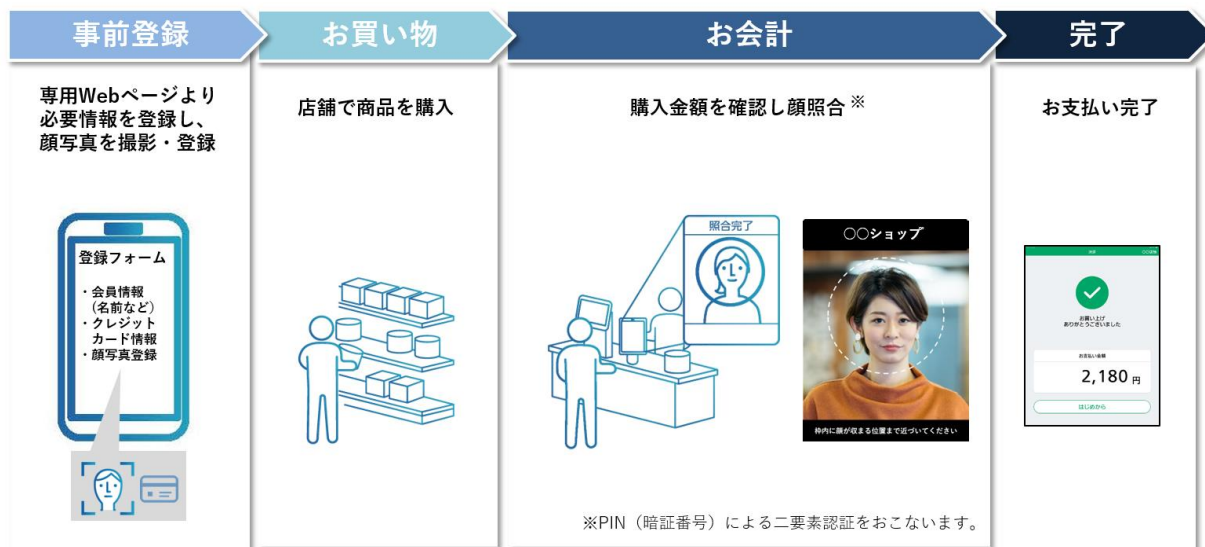 事前登録
お買い物
お会計
完了
専用Webページより
必要情報を登録し、
顔写真を撮影・登録
登録フォーム
・会員情報
（名前など）
・クレジット
カード情報
・顔写真登録
店舗で商品を購入
購入金額を確認し顔照合※
照合完了
〇〇ショップ
枠内に顔が収まる位置まで近づいてください
※PIN（暗証番号）による二要素認証をおこないます。
お支払い完了
お買い上げ
ありがとうございました
お支払い金額
2,180 円
はじめから